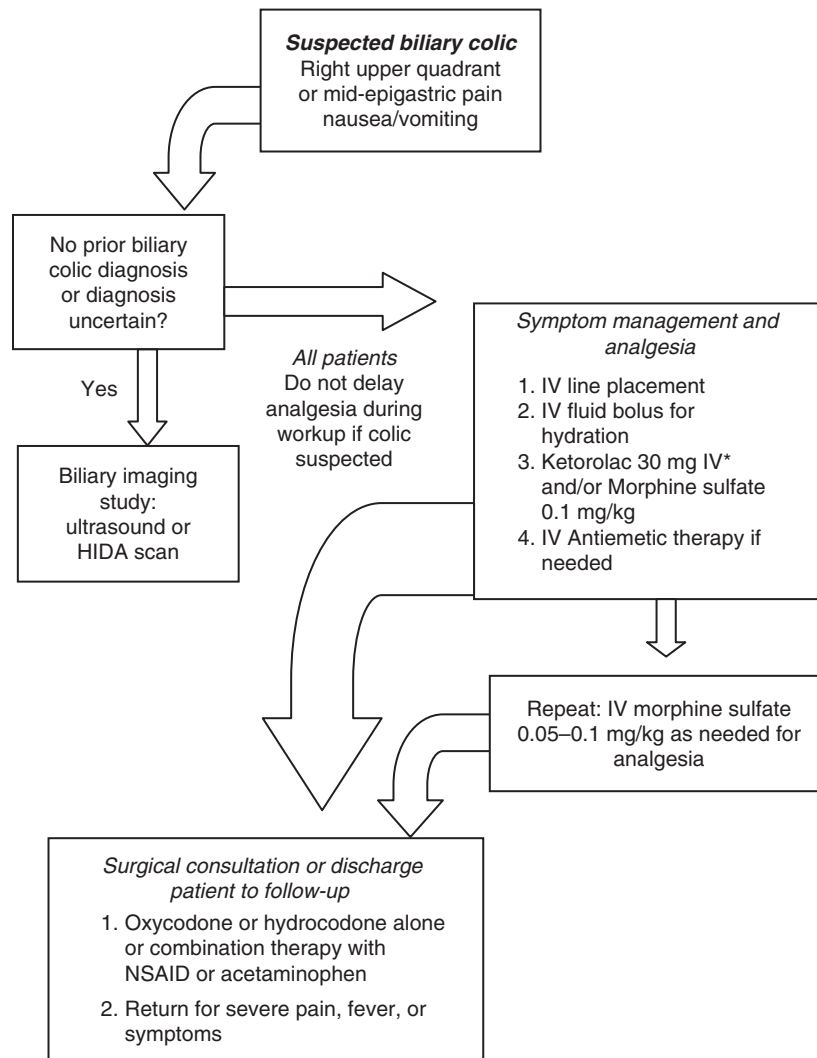 Suspected biliary colic
Right upper quadrant
or mid-epigastric pain
nausea/vomiting
No prior biliary
colic diagnosis
or diagnosis
uncertain?
Yes
Biliary imaging
study:
ultrasound or
HIDA scan
All patients
Do not delay
analgesia during
workup if colic
suspected
Symptom management and
analgesia
1. IV line placement
2. IV fluid bolus for
hydration
3. Ketorolac 30 mg IV*
and/or Morphine sulfate
0.1 mg/kg
4. IV Antiemetic therapy if
needed
Repeat: IV morphine sulfate
0.05–0.1 mg/kg as needed for
analgesia
Surgical consultation or discharge
patient to follow-up
1. Oxycodone or hydrocodone alone
or combination therapy with
NSAID or acetaminophen
2. Return for severe pain, fever, or
symptoms